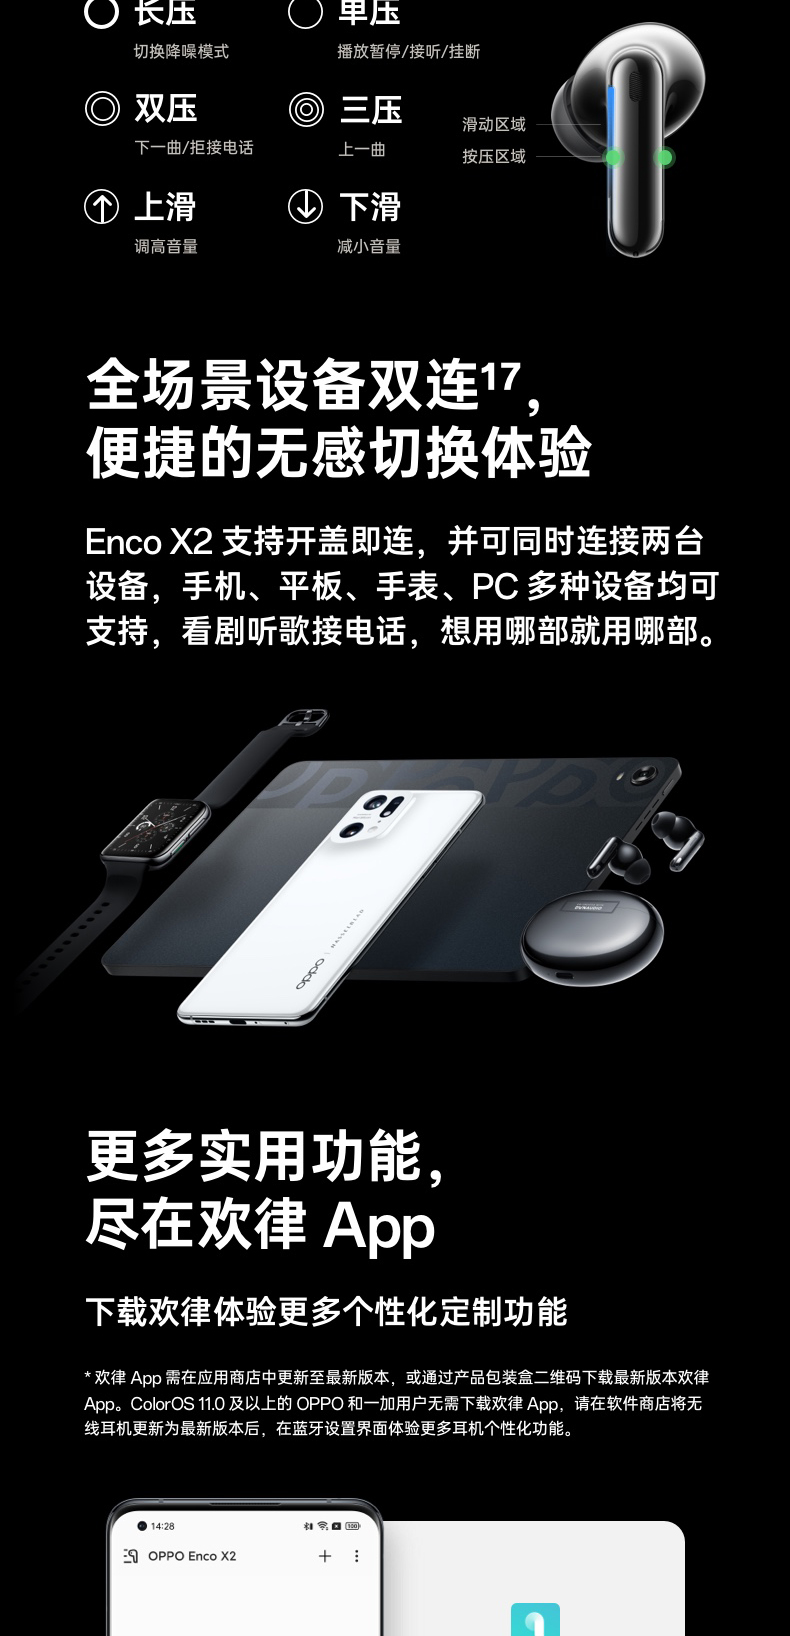 长压
单压
切换降噪模式
播放暂停/接听/挂断
双压
三压
下一曲/拒接电话
上一曲
滑动区域
按压区域
上滑
下滑
调高音量
减小音量
全场景设备双连17,
便捷的无感切换体验
Enco X2 支持开盖即连，并可同时连接两台
设备，手机、平板、手表、PC 多种设备均可
支持，看剧听歌接电话，想用哪部就用哪部。
oppo | HASSELBLAD
DYNAUDIO
更多实用功能，
尽在欢律 App
下载欢律体验更多个性化定制功能
* 欢律 App 需在应用商店中更新至最新版本，或通过产品包装盒二维码下载最新版本欢律
App。ColorOS 11.0 及以上的 OPPO 和一加用户无需下载欢律 App，请在软件商店将无
线耳机更新为最新版本后，在蓝牙设置界面体验更多耳机个性化功能。
14:28
100
OPPO Enco X2